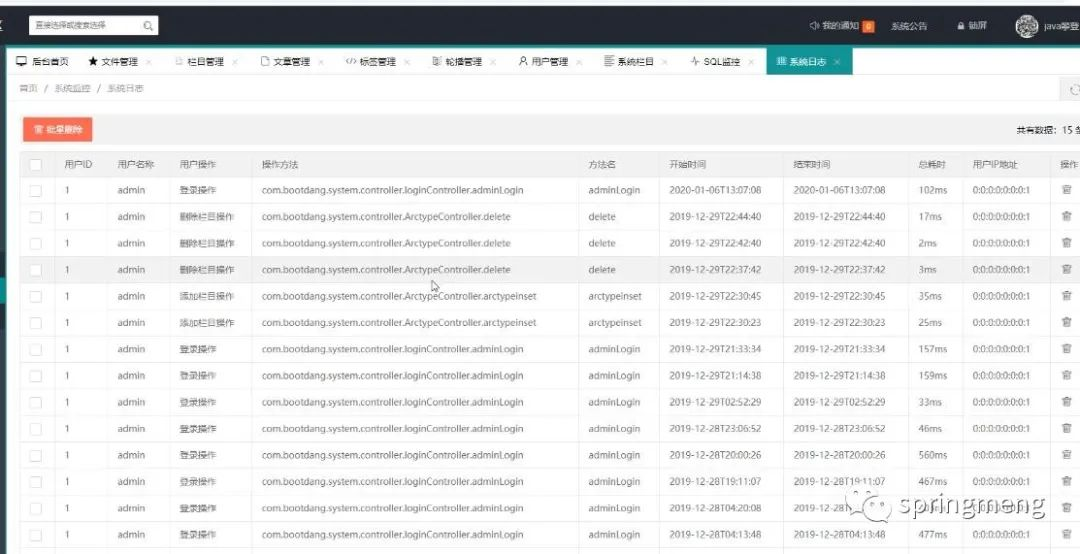 直接选择或搜索选择 我的通知 0 系统公告 锁屏 java攀登
后台首页 文件管理 栏目管理 文章管理 标签管理 轮播管理 用户管理 系统栏目 SQL监控 系统日志
首页 / 系统监控 / 系统日志
批量删除 共有数据：15 条
用户ID 用户名称 用户操作 操作方法 方法名 开始时间 结束时间 总耗时 用户IP地址 操作
1 admin 登录操作 com.bootdang.system.controller.loginController.adminLogin adminLogin 2020-01-06T13:07:08 2020-01-06T13:07:08 102ms 0:0:0:0:0:0:0:1
1 admin 删除栏目操作 com.bootdang.system.controller.ArctypeController.delete delete 2019-12-29T22:44:40 2019-12-29T22:44:40 17ms 0:0:0:0:0:0:0:1
1 admin 删除栏目操作 com.bootdang.system.controller.ArctypeController.delete delete 2019-12-29T22:42:40 2019-12-29T22:42:40 2ms 0:0:0:0:0:0:0:1
1 admin 删除栏目操作 com.bootdang.system.controller.ArctypeController.delete delete 2019-12-29T22:37:42 2019-12-29T22:37:42 3ms 0:0:0:0:0:0:0:1
1 admin 添加栏目操作 com.bootdang.system.controller.ArctypeController.arctypeinset arctypeinset 2019-12-29T22:30:45 2019-12-29T22:30:45 35ms 0:0:0:0:0:0:0:1
1 admin 添加栏目操作 com.bootdang.system.controller.ArctypeController.arctypeinset arctypeinset 2019-12-29T22:30:23 2019-12-29T22:30:23 25ms 0:0:0:0:0:0:0:1
1 admin 登录操作 com.bootdang.system.controller.loginController.adminLogin adminLogin 2019-12-29T21:33:34 2019-12-29T21:33:34 157ms 0:0:0:0:0:0:0:1
1 admin 登录操作 com.bootdang.system.controller.loginController.adminLogin adminLogin 2019-12-29T21:14:38 2019-12-29T21:14:38 159ms 0:0:0:0:0:0:0:1
1 admin 登录操作 com.bootdang.system.controller.loginController.adminLogin adminLogin 2019-12-29T02:52:29 2019-12-29T02:52:29 33ms 0:0:0:0:0:0:0:1
1 admin 登录操作 com.bootdang.system.controller.loginController.adminLogin adminLogin 2019-12-28T23:06:52 2019-12-28T23:06:52 46ms 0:0:0:0:0:0:0:1
1 admin 登录操作 com.bootdang.system.controller.loginController.adminLogin adminLogin 2019-12-28T20:00:26 2019-12-28T20:00:26 560ms 0:0:0:0:0:0:0:1
1 admin 登录操作 com.bootdang.system.controller.loginController.adminLogin adminLogin 2019-12-28T19:11:07 2019-12-28T19:11:07 467ms 0:0:0:0:0:0:0:1
1 admin 登录操作 com.bootdang.system.controller.loginController.adminLogin adminLogin 2019-12-28T04:20:08
springmeng
1 admin 登录操作 com.bootdang.system.controller.loginController.adminLogin adminLogin 2019-12-28T04:13:48 2019-12-28T04:13:48 477ms 0:0:0:0:0:0:0:1